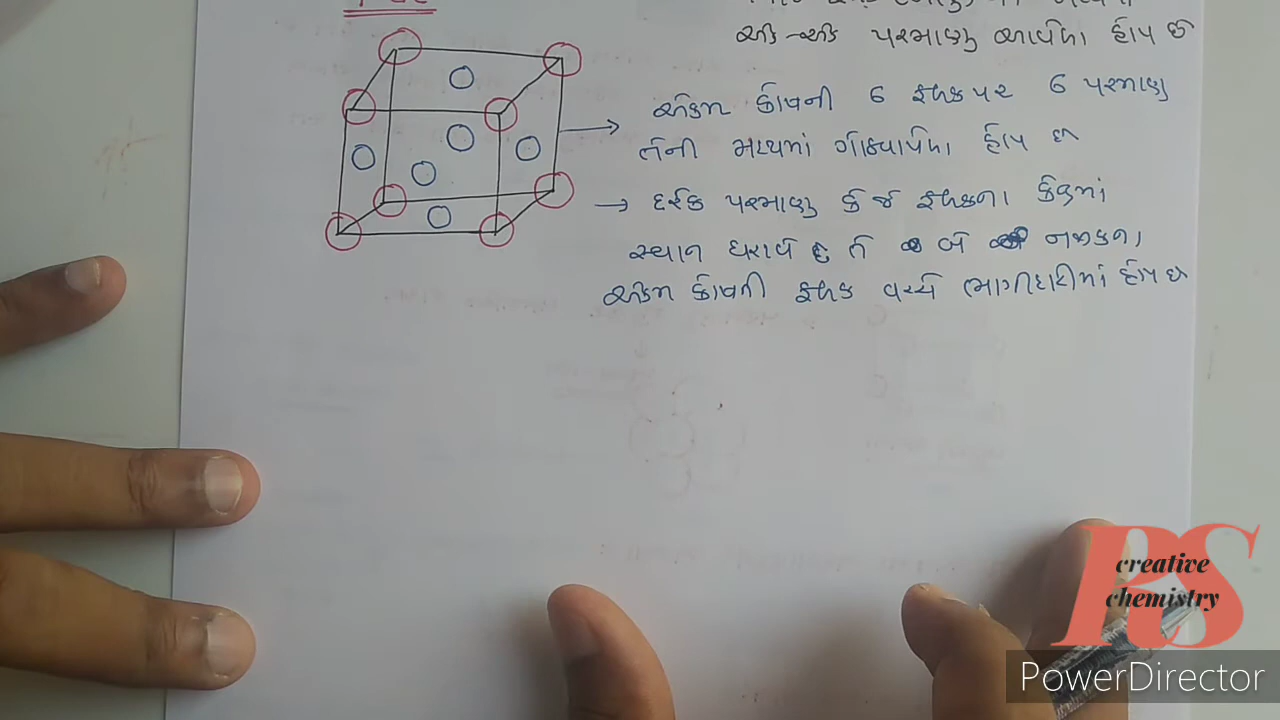 એક-એક પરમાણુ આવેલા હોય છે
એકમ કોષની 6 ફલક પર 6 પરમાણુ
તેની મધ્યમાં ગોઠવાયેલા હોય છે
→ દરેક પરમાણુ કે જે ફલકના કેન્દ્રમાં
સ્થાન ધરાવે છે તે બે નજીકના
એકમ કોષની ફલક વચ્ચે ભાગીદારીમાં હોય છે
RS
creative
chemistry
PowerDirector